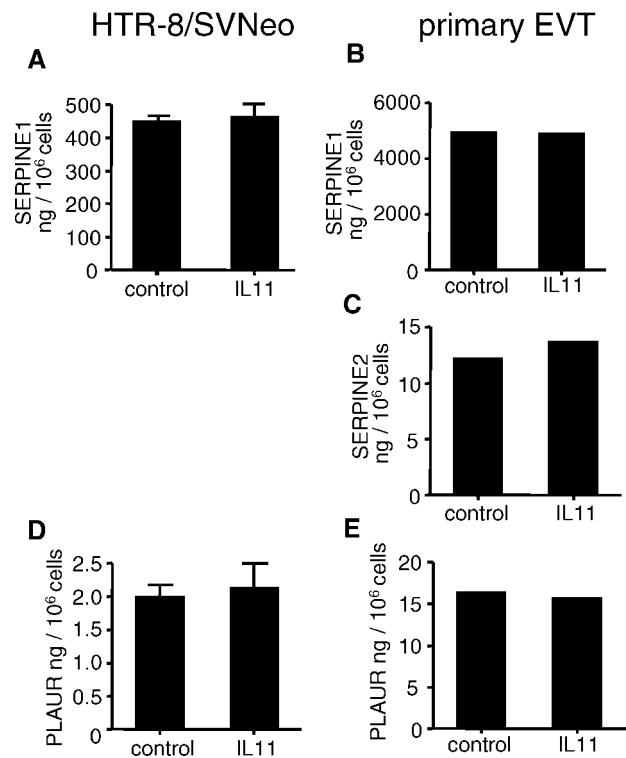 HTR-8/SVNeo
primary EVT
A
SERPINE1
ng / 10⁶ cells
500
400
300
200
100
0
control
IL11
B
SERPINE1
ng / 10⁶ cells
6000
4000
2000
0
control
IL11
C
SERPINE2
ng / 10⁶ cells
15
10
5
0
control
IL11
D
PLAUR ng / 10⁶ cells
2.5
2.0
1.5
1.0
0.5
0
control
IL11
E
PLAUR ng / 10⁶ cells
20
15
10
5
0
control
IL11